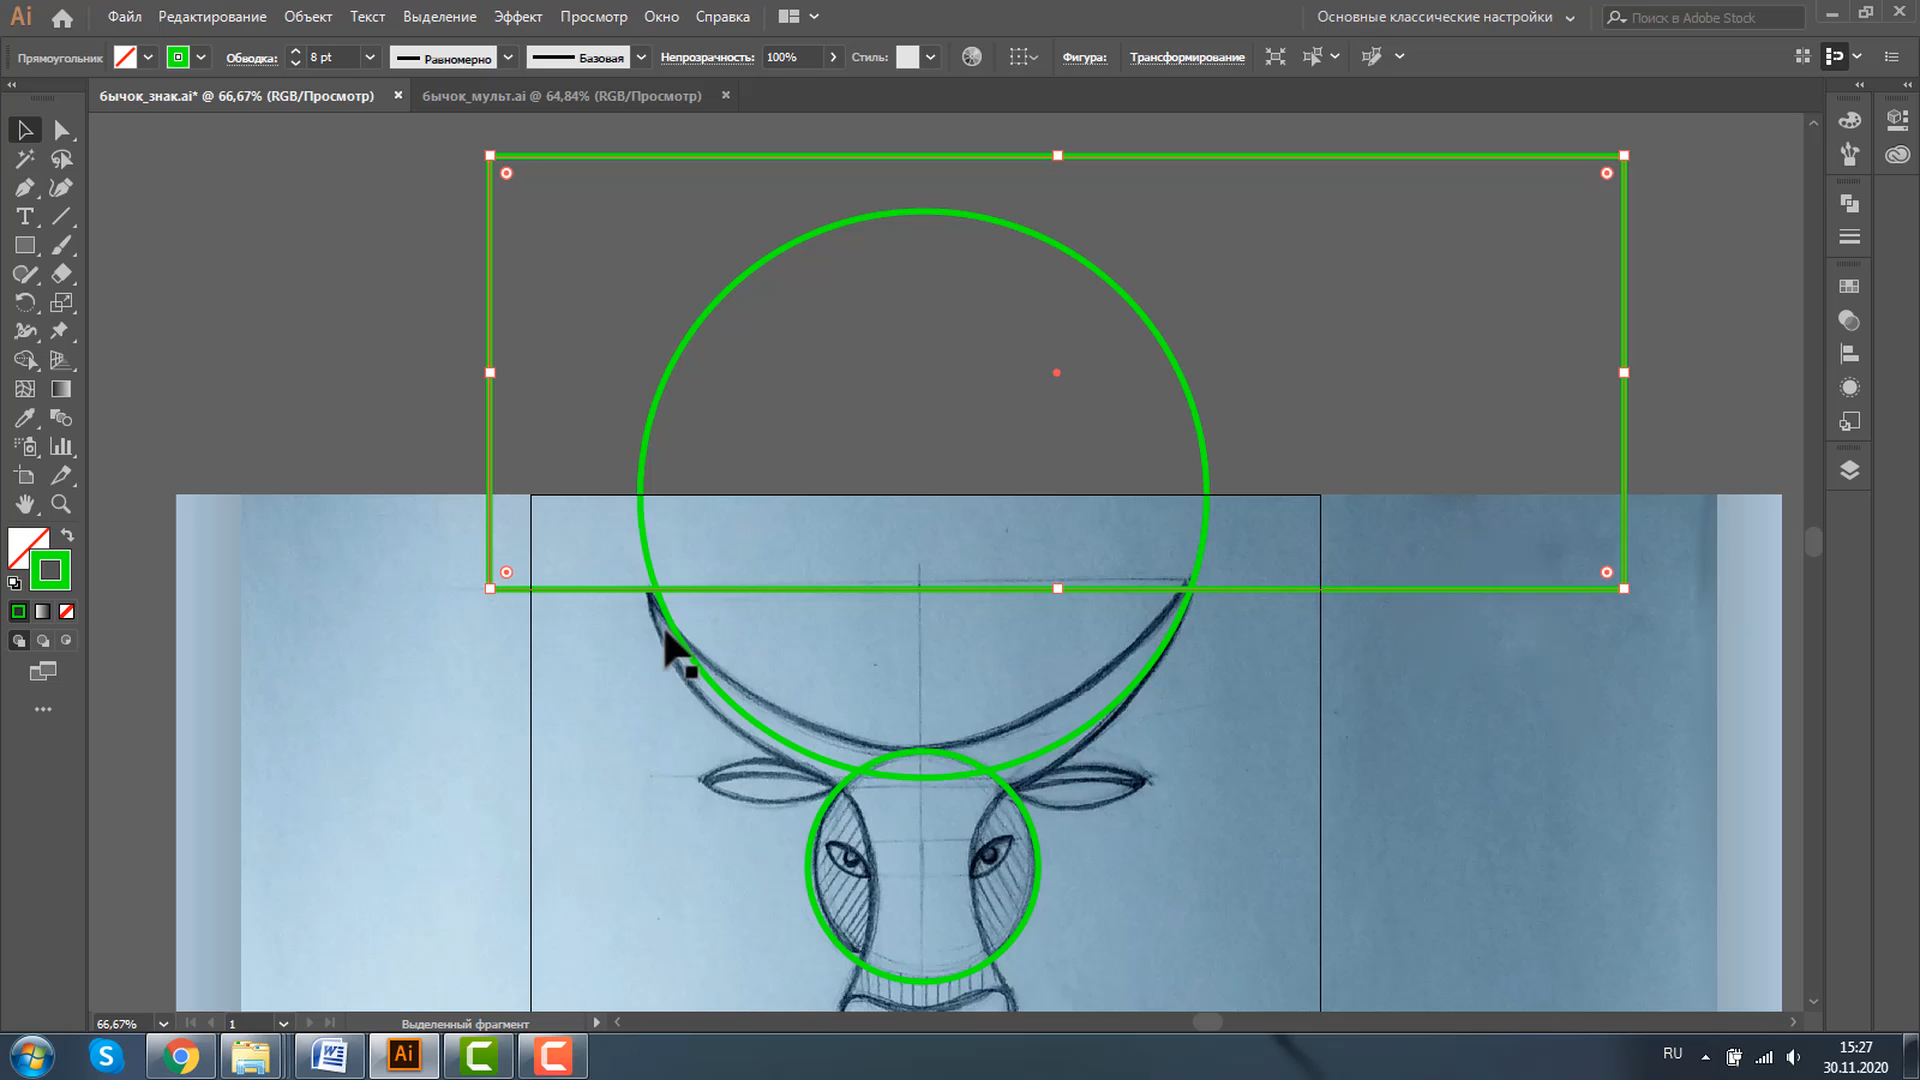 Ai Файл Редактирование Объект Текст Выделение Эффект Просмотр Окно Справка Основные классические настройки Поиск в Adobe Stock
Прямоугольник Обводка: 8 pt Равномерно Базовая Непрозрачность: 100% Стиль: Фигура: Трансформирование
бычок_знак.ai* @ 66,67% (RGB/Просмотр) × бычок_мульт.ai @ 64,84% (RGB/Просмотр) ×
66,67% 1 Выделенный фрагмент
Ai
RU
15:27
30.11.2020